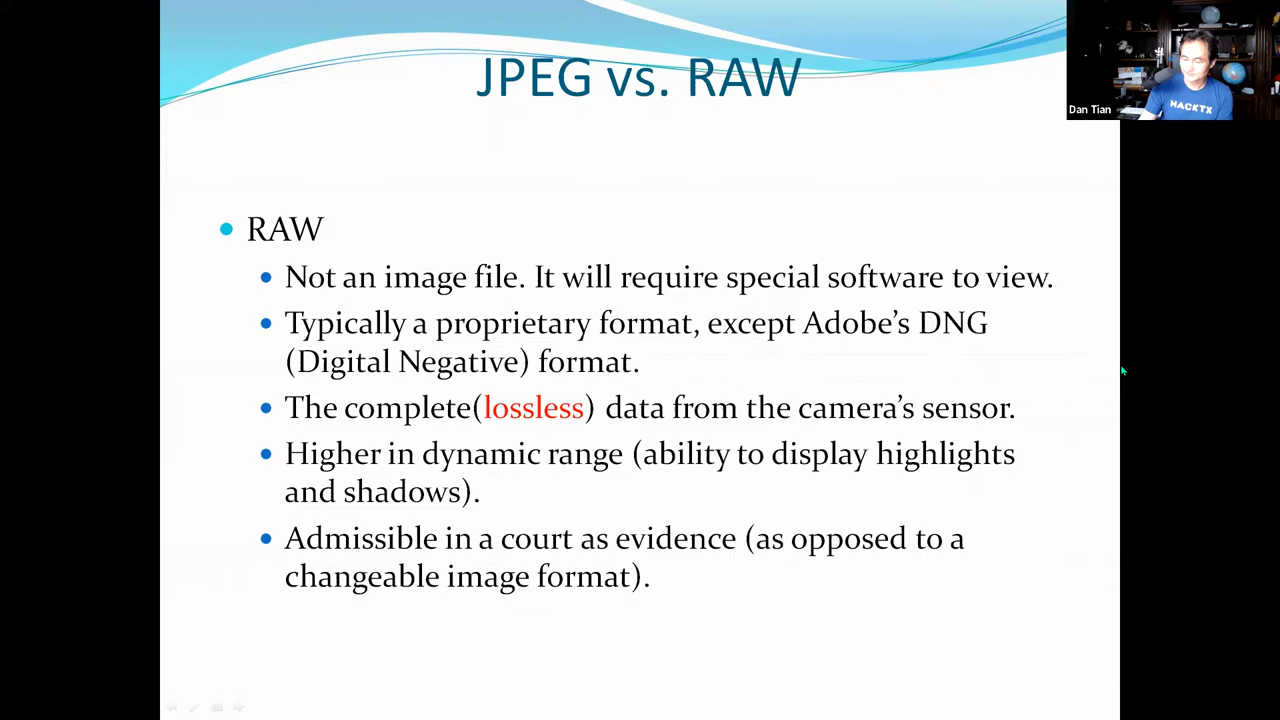 JPEG vs. RAW
Dan Tian
HACKTX
RAW
Not an image file. It will require special software to view.
Typically a proprietary format, except Adobe's DNG
(Digital Negative) format.
The complete(lossless) data from the camera's sensor.
Higher in dynamic range (ability to display highlights
and shadows).
Admissible in a court as evidence (as opposed to a
changeable image format).